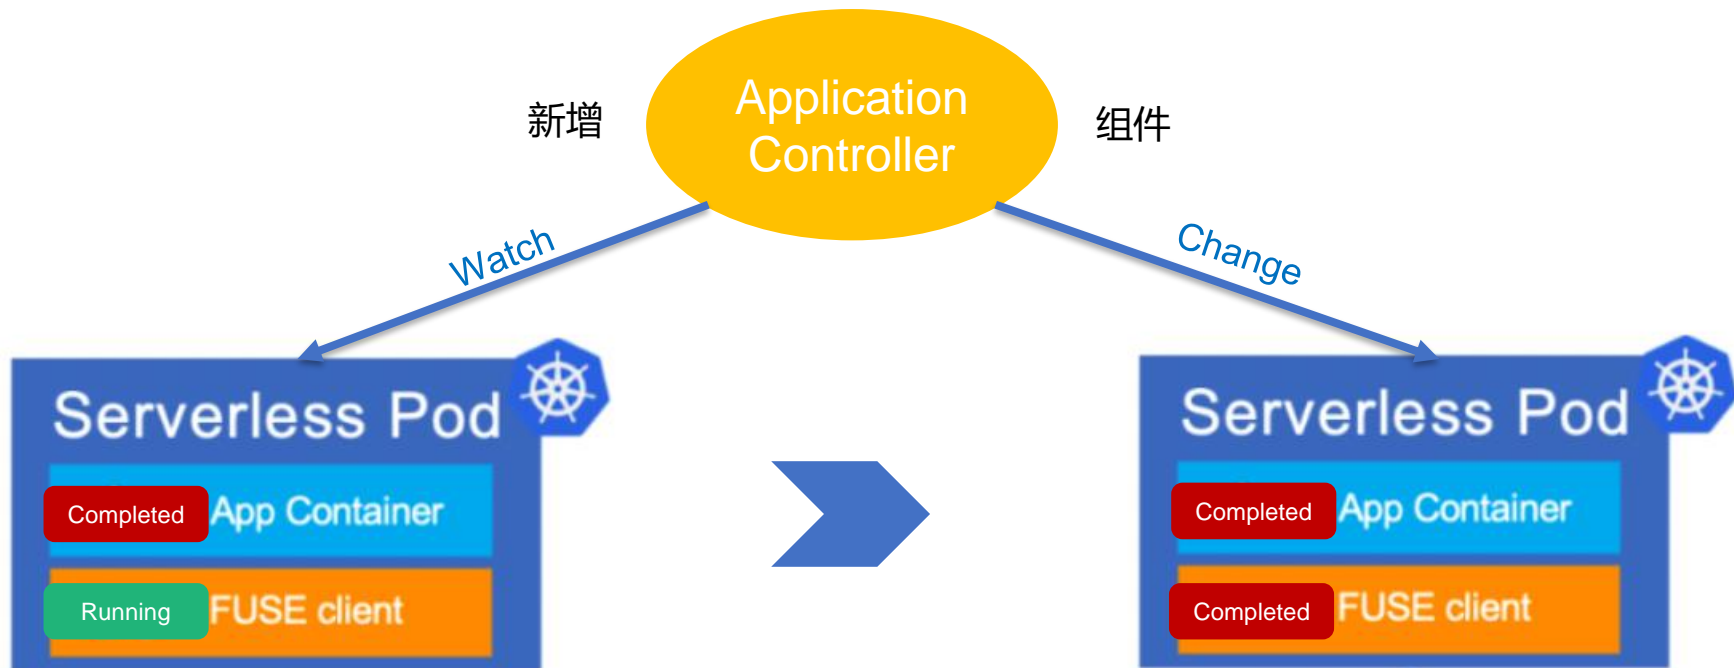 新增
Application
Controller
组件
Watch
Change
Serverless Pod
Completed
App Container
Running
FUSE client
Serverless Pod
Completed
App Container
Completed
FUSE client